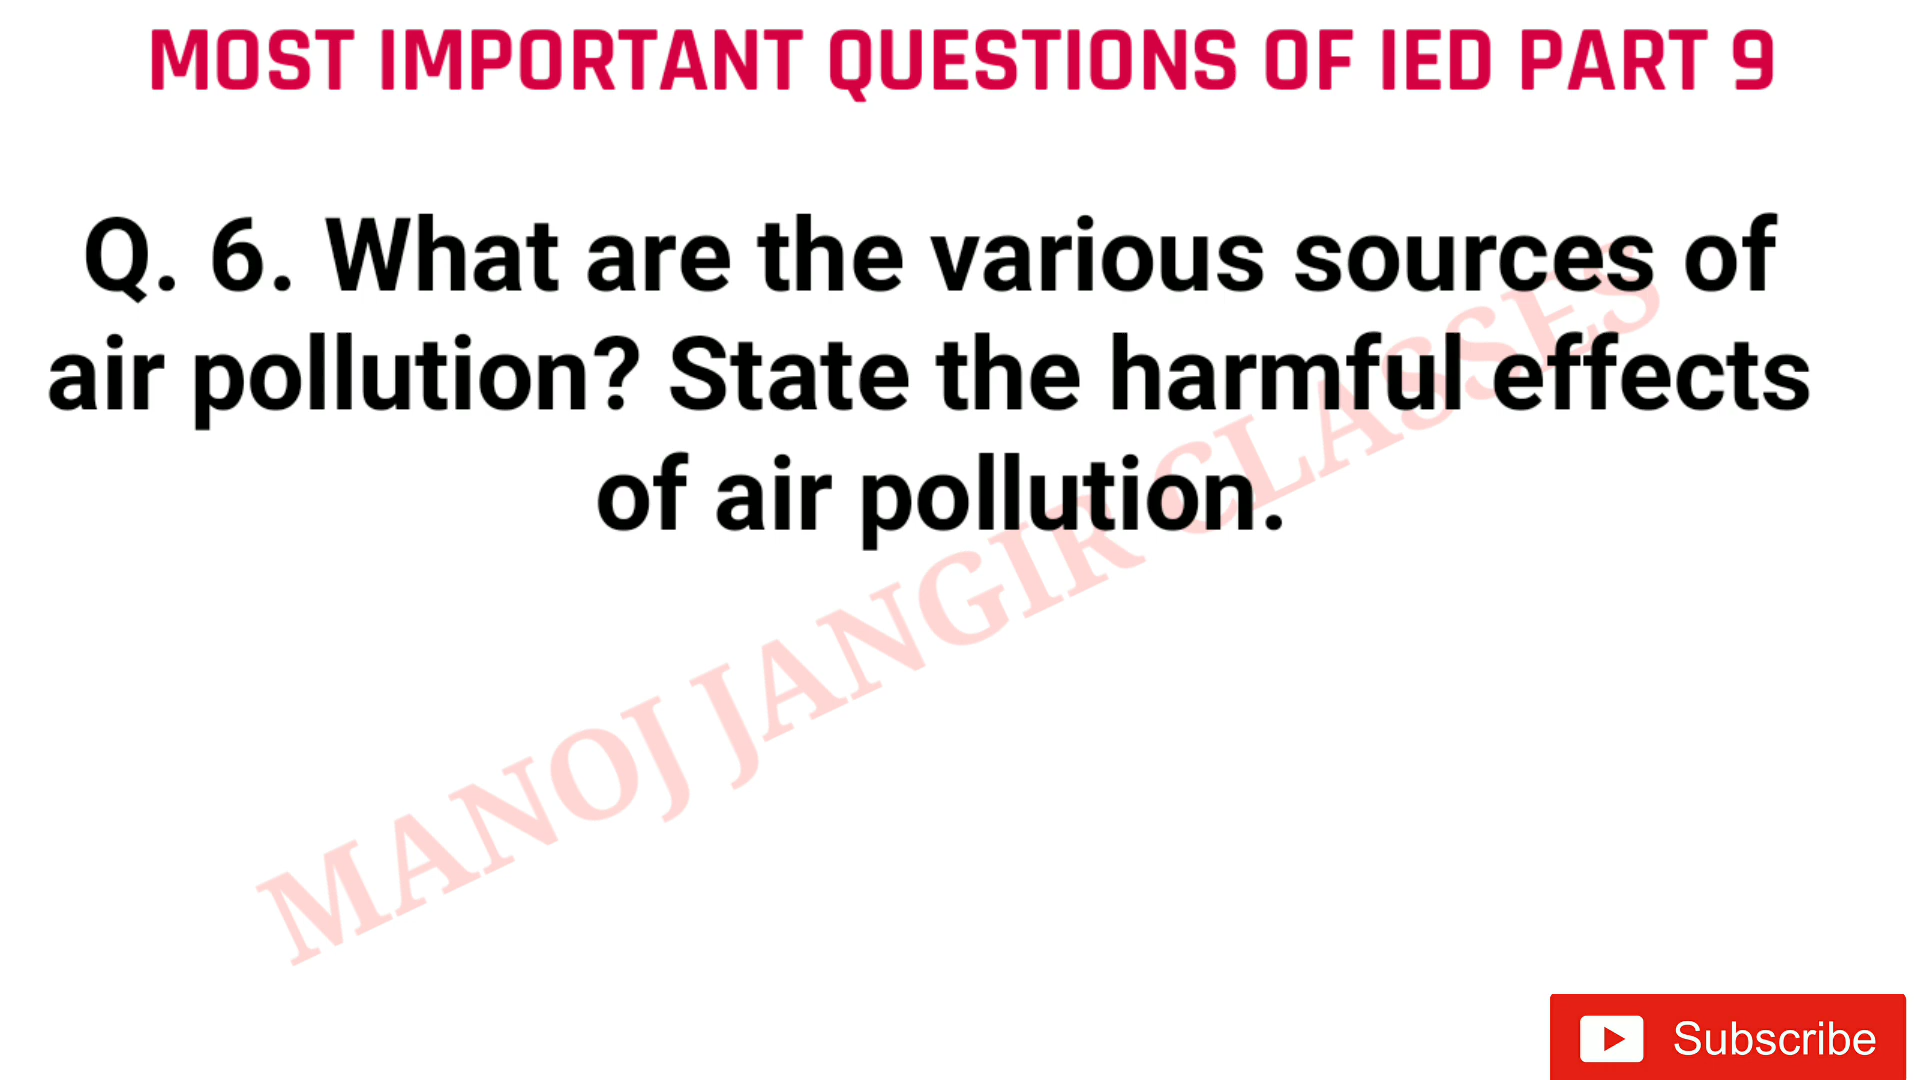 MOST IMPORTANT QUESTIONS OF IED PART 9
Q. 6. What are the various sources of
air pollution? State the harmful effects
of air pollution.
MANOJ JANGIR CLASSES
Subscribe